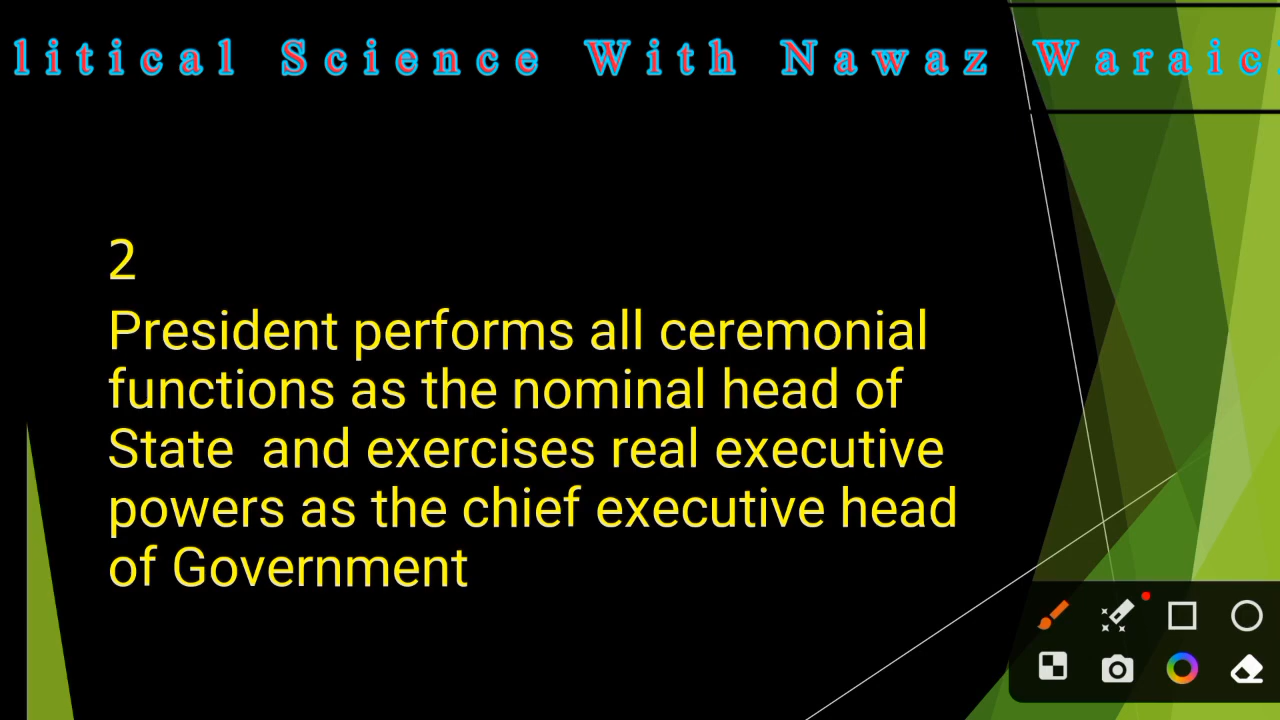 litical Science With Nawaz Waraic
2
President performs all ceremonial
functions as the nominal head of
State and exercises real executive
powers as the chief executive head
of Government